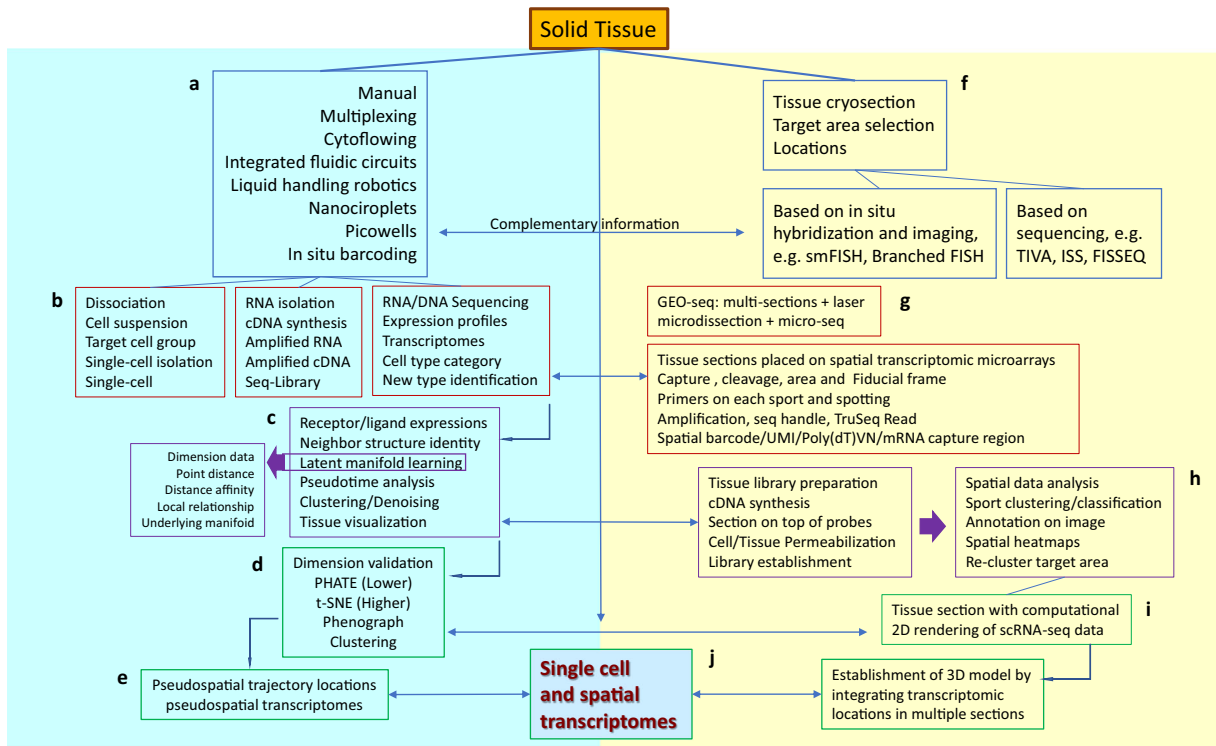 Solid Tissue
a
Manual
Multiplexing
Cytoflowing
Integrated fluidic circuits
Liquid handling robotics
Nanociroplets
Picowells
In situ barcoding
f
Tissue cryosection
Target area selection
Locations
Complementary information
Based on in situ
hybridization and imaging,
e.g. smFISH, Branched FISH
Based on
sequencing, e.g.
TIVA, ISS, FISSEQ
b
Dissociation
Cell suspension
Target cell group
Single-cell isolation
Single-cell
RNA isolation
cDNA synthesis
Amplified RNA
Amplified cDNA
Seq-Library
RNA/DNA Sequencing
Expression profiles
Transcriptomes
Cell type category
New type identification
GEO-seq: multi-sections + laser
microdissection + micro-seq
g
Tissue sections placed on spatial transcriptomic microarrays
Capture , cleavage, area and Fiducial frame
Primers on each sport and spotting
Amplification, seq handle, TruSeq Read
Spatial barcode/UMI/Poly(dT)VN/mRNA capture region
c
Receptor/ligand expressions
Neighbor structure identity
Latent manifold learning
Pseudotime analysis
Clustering/Denoising
Tissue visualization
Dimension data
Point distance
Distance affinity
Local relationship
Underlying manifoid
Tissue library preparation
cDNA synthesis
Section on top of probes
Cell/Tissue Permeabilization
Library establishment
Spatial data analysis
Sport clustering/classification
Annotation on image
Spatial heatmaps
Re-cluster target area
h
d
Dimension validation
PHATE (Lower)
t-SNE (Higher)
Phenograph
Clustering
Tissue section with computational
2D rendering of scRNA-seq data
i
e
Pseudospatial trajectory locations
pseudospatial transcriptomes
Single cell
and spatial
transcriptomes
j
Establishment of 3D model by
integrating transcriptomic
locations in multiple sections